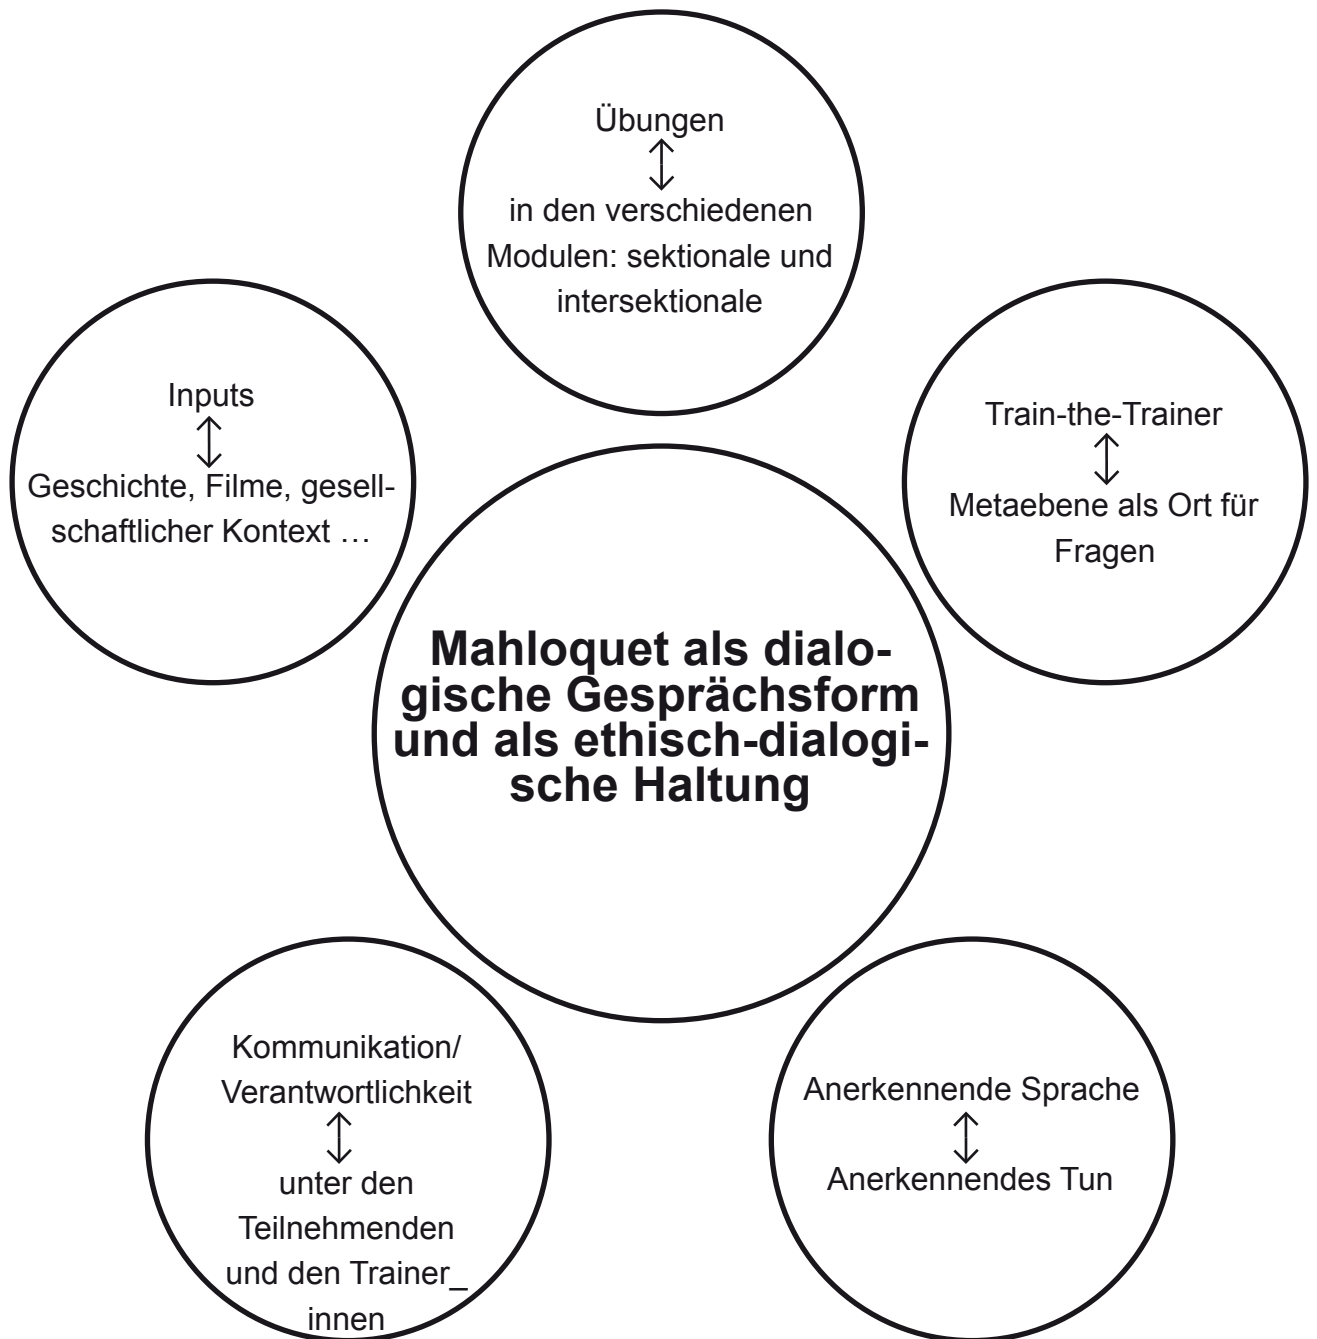 Übungen
in den verschiedenen
Modulen: sektionale und
intersektionale
Inputs
Geschichte, Filme, gesell-
schaftlicher Kontext …
Train-the-Trainer
Metaebene als Ort für
Fragen
Mahloquet als dialo-
gische Gesprächsform
und als ethisch-dialogi-
sche Haltung
Kommunikation/
Verantwortlichkeit
unter den
Teilnehmenden
und den Trainer_
innen
Anerkennende Sprache
Anerkennendes Tun